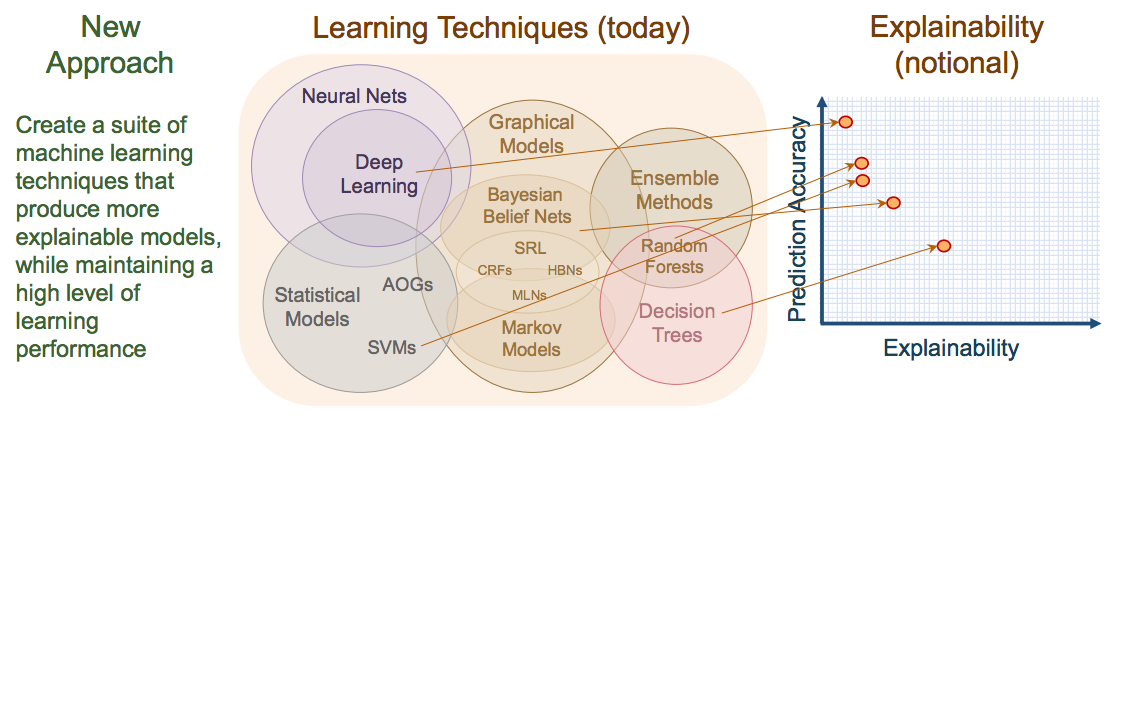 New
Approach
Create a suite of
machine learning
techniques that
produce more
explainable models,
while maintaining a
high level of
learning
performance
Learning Techniques (today)
Neural Nets
Deep
Learning
Graphical
Models
Bayesian
Belief Nets
SRL
CRFs HBNs
MLNs
Markov
Models
Ensemble
Methods
Random
Forests
Decision
Trees
Statistical
Models
AOGs
SVMs
Explainability
(notional)
Prediction Accuracy
Explainability